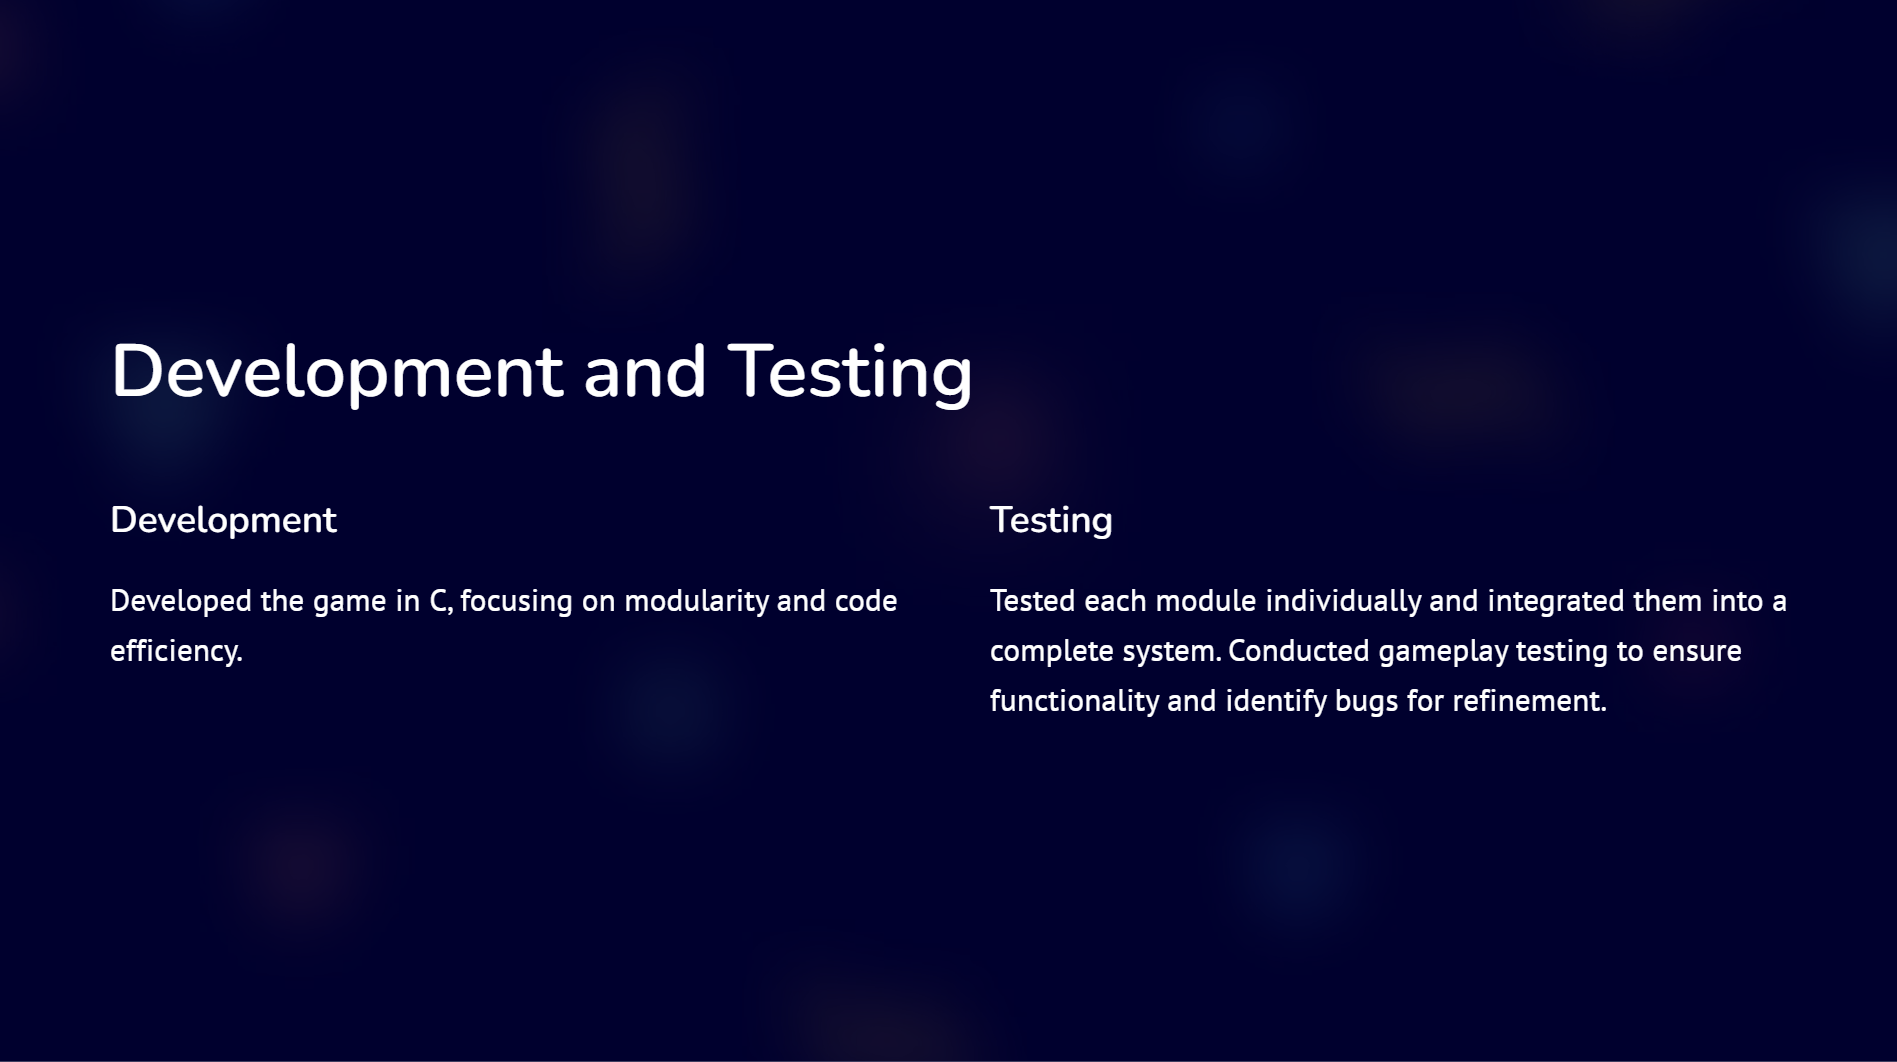 Development and Testing
Development
Developed the game in C, focusing on modularity and code
efficiency.
Testing
Tested each module individually and integrated them into a
complete system. Conducted gameplay testing to ensure
functionality and identify bugs for refinement.